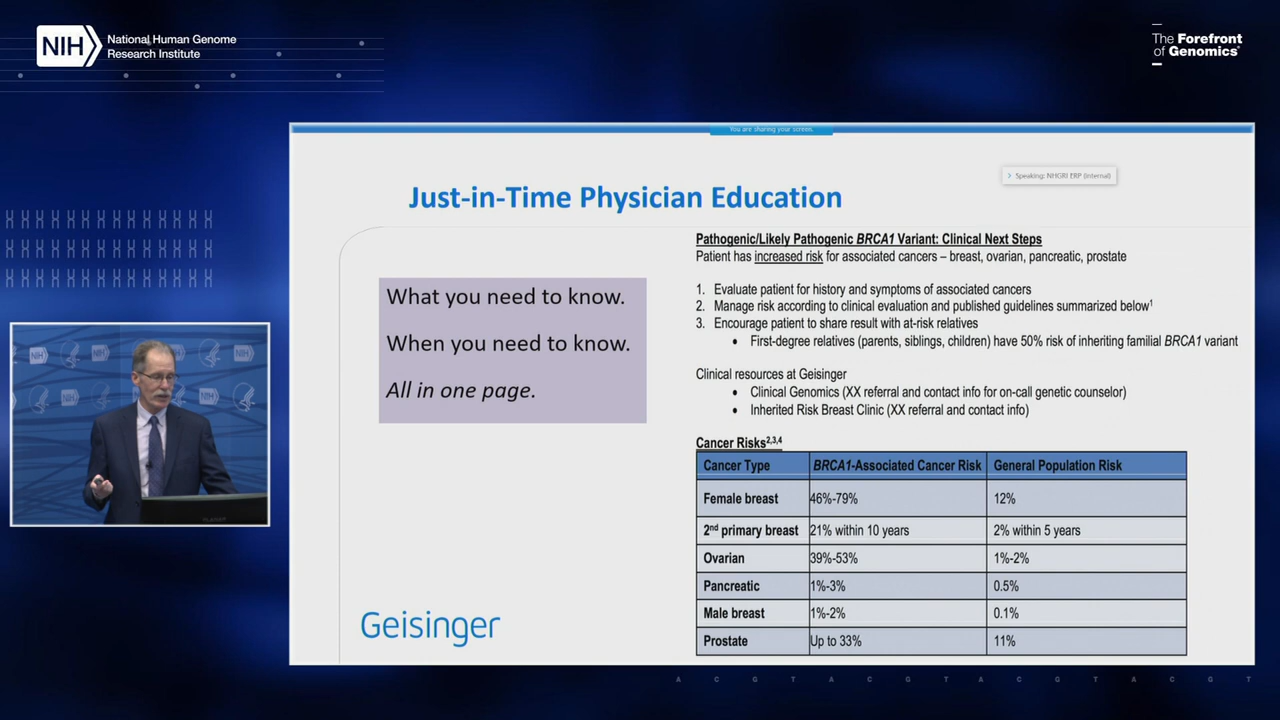 NIH
National Human Genome
Research Institute
The Forefront
of Genomics®
You are sharing your screen.
Speaking: NHGRI ERP (Internal)
Just-in-Time Physician Education
What you need to know.
When you need to know.
All in one page.
Geisinger
Pathogenic/Likely Pathogenic BRCA1 Variant: Clinical Next Steps
Patient has increased risk for associated cancers – breast, ovarian, pancreatic, prostate
1. Evaluate patient for history and symptoms of associated cancers
2. Manage risk according to clinical evaluation and published guidelines summarized below1
3. Encourage patient to share result with at-risk relatives
• First-degree relatives (parents, siblings, children) have 50% risk of inheriting familial BRCA1 variant
Clinical resources at Geisinger
• Clinical Genomics (XX referral and contact info for on-call genetic counselor)
• Inherited Risk Breast Clinic (XX referral and contact info)
Cancer Risks2,3,4
Cancer Type BRCA1-Associated Cancer Risk General Population Risk
Female breast 46%-79% 12%
2nd primary breast 21% within 10 years 2% within 5 years
Ovarian 39%-53% 1%-2%
Pancreatic 1%-3% 0.5%
Male breast 1%-2% 0.1%
Prostate Up to 33% 11%
A C G T A C G T A C G T A C G T
NIH
NIH
NIH
NIH